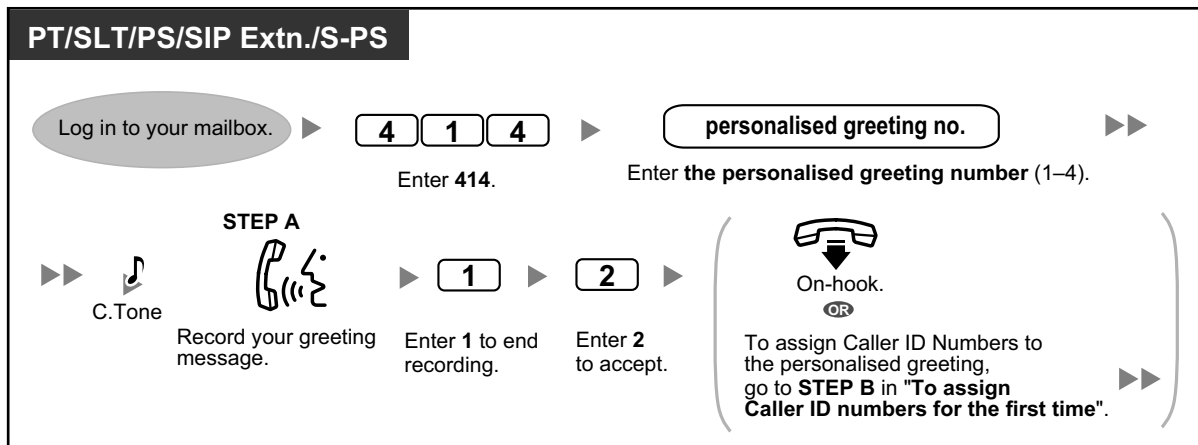 PT/SLT/PS/SIP Extn./S-PS
Log in to your mailbox.
4 1 4
Enter 414.
personalised greeting no.
Enter the personalised greeting number (1–4).
C.Tone
STEP A
Record your greeting
message.
1
Enter 1 to end
recording.
2
Enter 2
to accept.
On-hook.
OR
To assign Caller ID Numbers to
the personalised greeting,
go to STEP B in "To assign
Caller ID numbers for the first time".